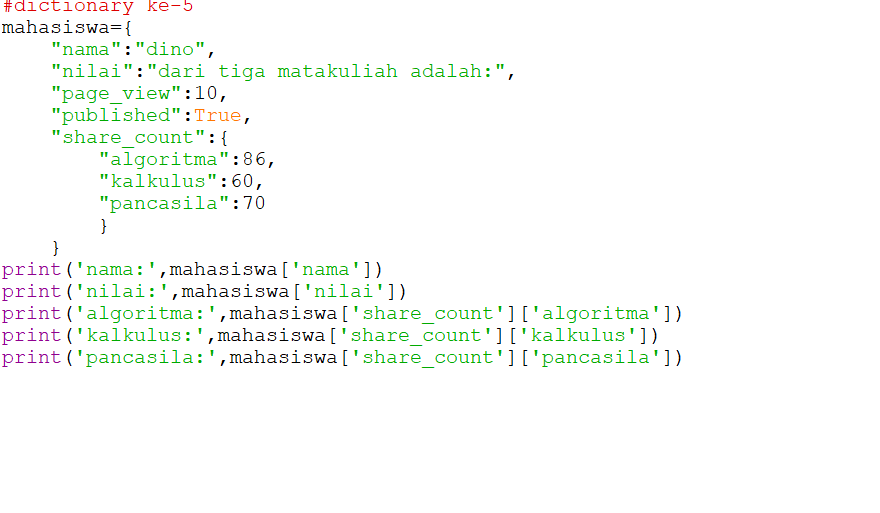 #dictionary ke-5
mahasiswa={
    "nama":"dino",
    "nilai":"dari tiga matakuliah adalah:",
    "page_view":10,
    "published":True,
    "share_count":{
        "algoritma":86,
        "kalkulus":60,
        "pancasila":70
        }
    }
print('nama:',mahasiswa['nama'])
print('nilai:',mahasiswa['nilai'])
print('algoritma:',mahasiswa['share_count']['algoritma'])
print('kalkulus:',mahasiswa['share_count']['kalkulus'])
print('pancasila:',mahasiswa['share_count']['pancasila'])